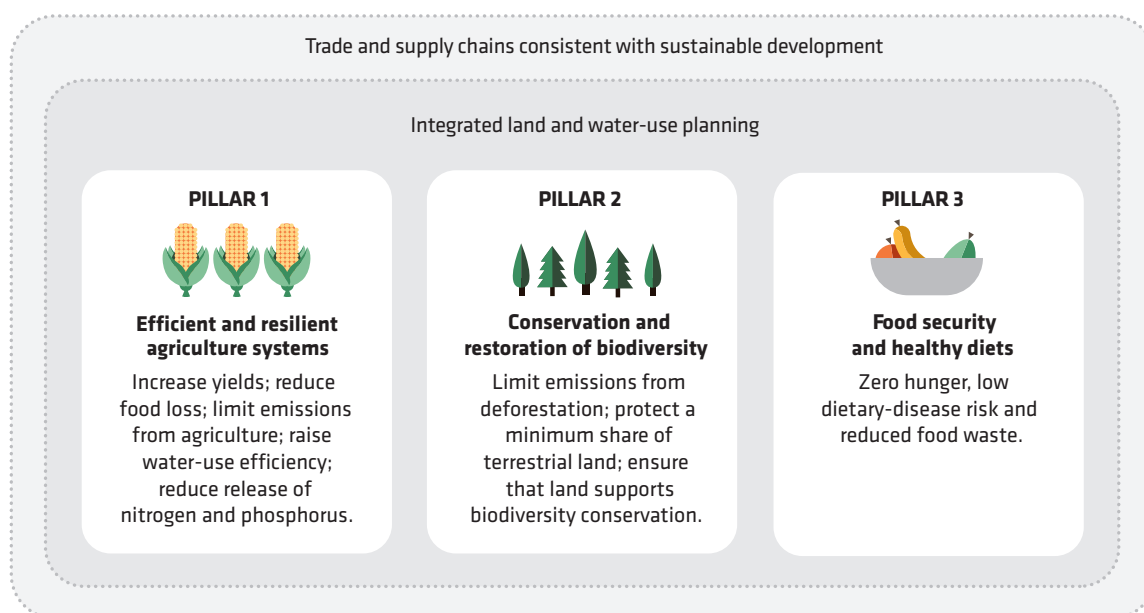 Trade and supply chains consistent with sustainable development
Integrated land and water-use planning
PILLAR 1
Efficient and resilient
agriculture systems
Increase yields; reduce
food loss; limit emissions
from agriculture; raise
water-use efficiency;
reduce release of
nitrogen and phosphorus.
PILLAR 2
Conservation and
restoration of biodiversity
Limit emissions from
deforestation; protect a
minimum share of
terrestrial land; ensure
that land supports
biodiversity conservation.
PILLAR 3
Food security
and healthy diets
Zero hunger, low
dietary-disease risk and
reduced food waste.